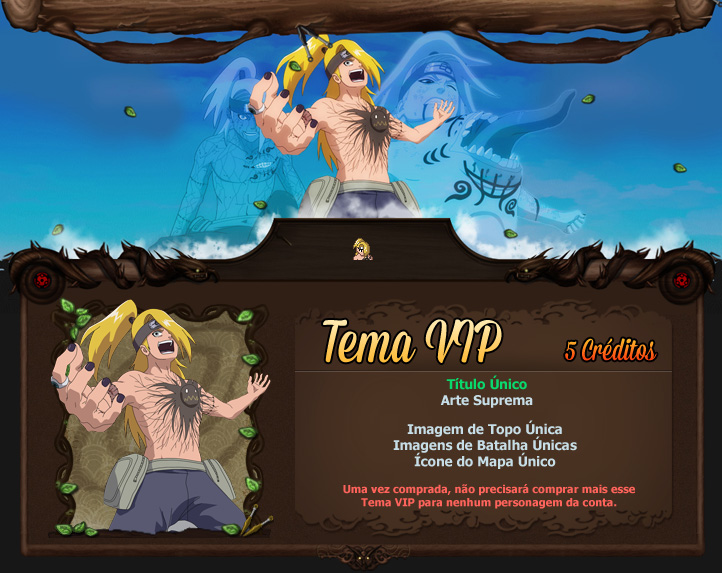 Tema VIP
5 Créditos
Título Único
Arte Suprema
Imagem de Topo Única
Imagens de Batalha Únicas
Ícone do Mapa Único
Uma vez comprada, não precisará comprar mais esse
Tema VIP para nenhum personagem da conta.